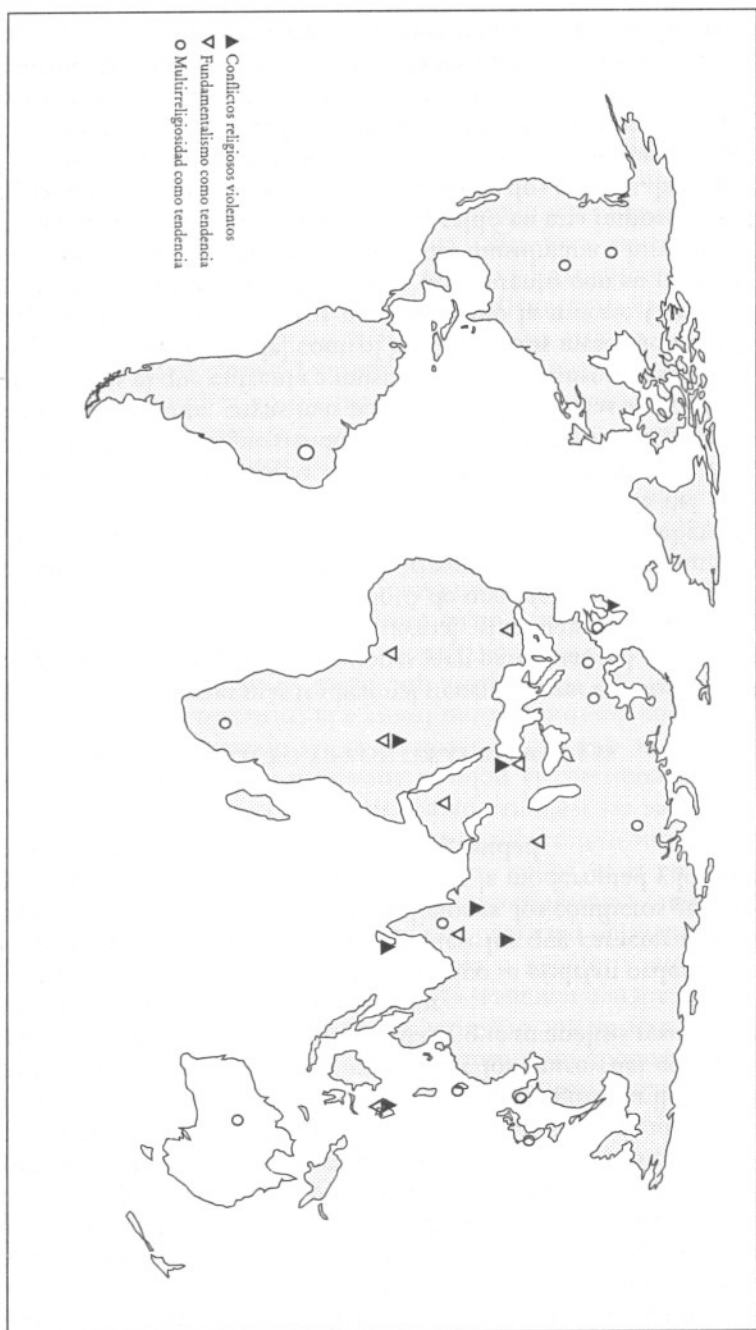 ▲ Conflictos religiosos violentos
△ Fundamentalismo como tendencia
○ Multirreligiosidad como tendencia